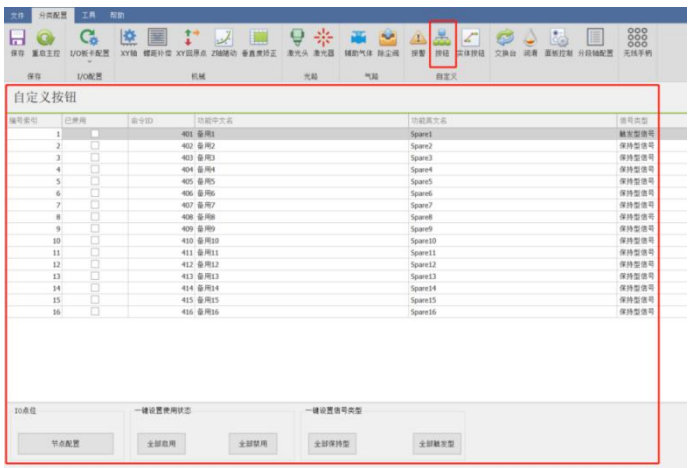 文件 分类配置 工具 帮助
保存 重启主控 I/O板卡配置 XY轴 螺距补偿 XY回原点 Z轴随动 垂直度矫正 激光头 激光器 辅助气体 除尘阀 报警 按钮 实体按钮 交换台 润滑 面板控制 分段轴配置 无线手柄
保存 I/O配置 机械 光路 气路 自定义
自定义按钮
编号索引 已使用 命令ID 功能中文名 功能英文名 信号类型
1 401 备用1 Spare1 触发型信号
2 402 备用2 Spare2 保持型信号
3 403 备用3 Spare3 保持型信号
4 404 备用4 Spare4 保持型信号
5 405 备用5 Spare5 保持型信号
6 406 备用6 Spare6 保持型信号
7 407 备用7 Spare7 保持型信号
8 408 备用8 Spare8 保持型信号
9 409 备用9 Spare9 保持型信号
10 410 备用10 Spare10 保持型信号
11 411 备用11 Spare11 保持型信号
12 412 备用12 Spare12 保持型信号
13 413 备用13 Spare13 保持型信号
14 414 备用14 Spare14 保持型信号
15 415 备用15 Spare15 保持型信号
16 416 备用16 Spare16 保持型信号
IO点位 一键设置使用状态 一键设置信号类型
节点配置 全部启用 全部禁用 全部保持型 全部触发型